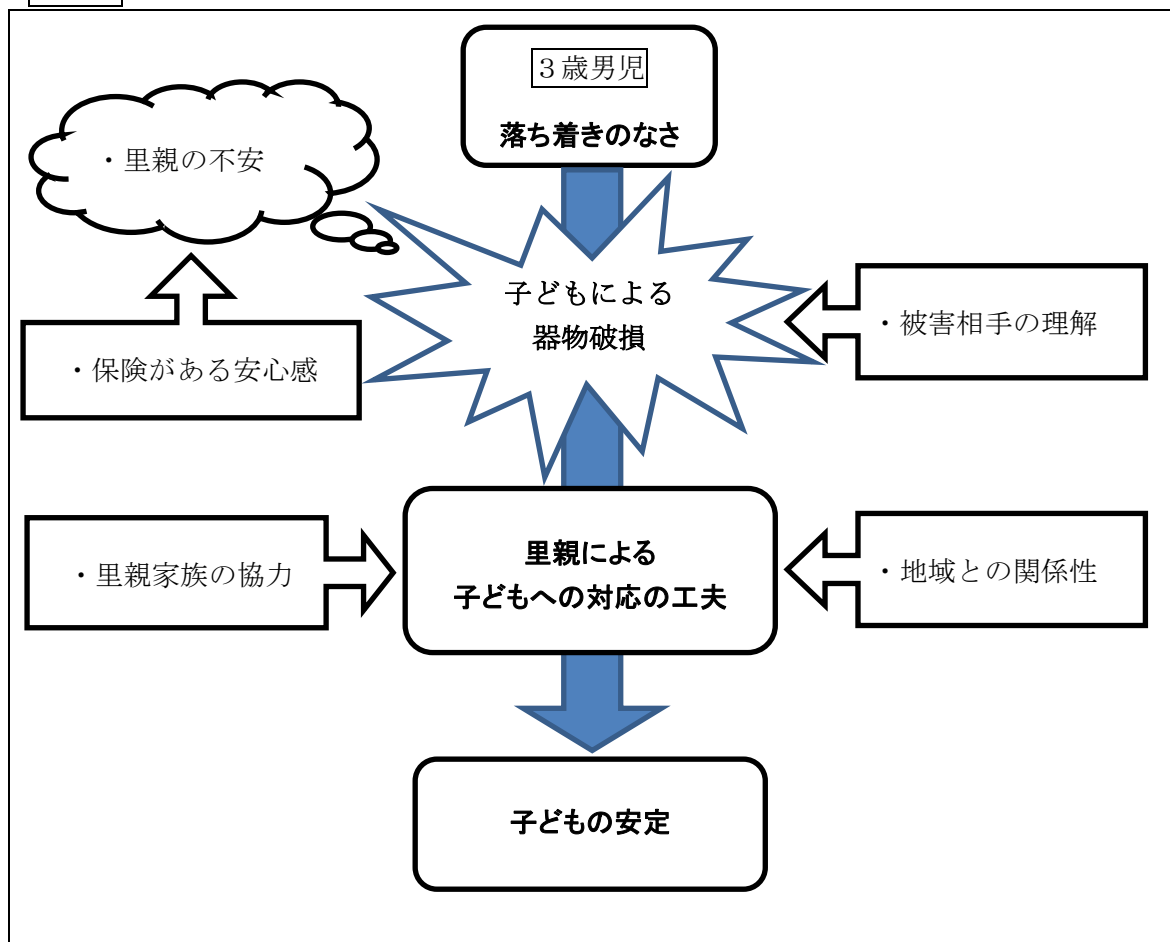 ３歳男児
落ち着きのなさ
・里親の不安
子どもによる
器物破損
・被害相手の理解
・保険がある安心感
里親による
子どもへの対応の工夫
・里親家族の協力
・地域との関係性
子どもの安定